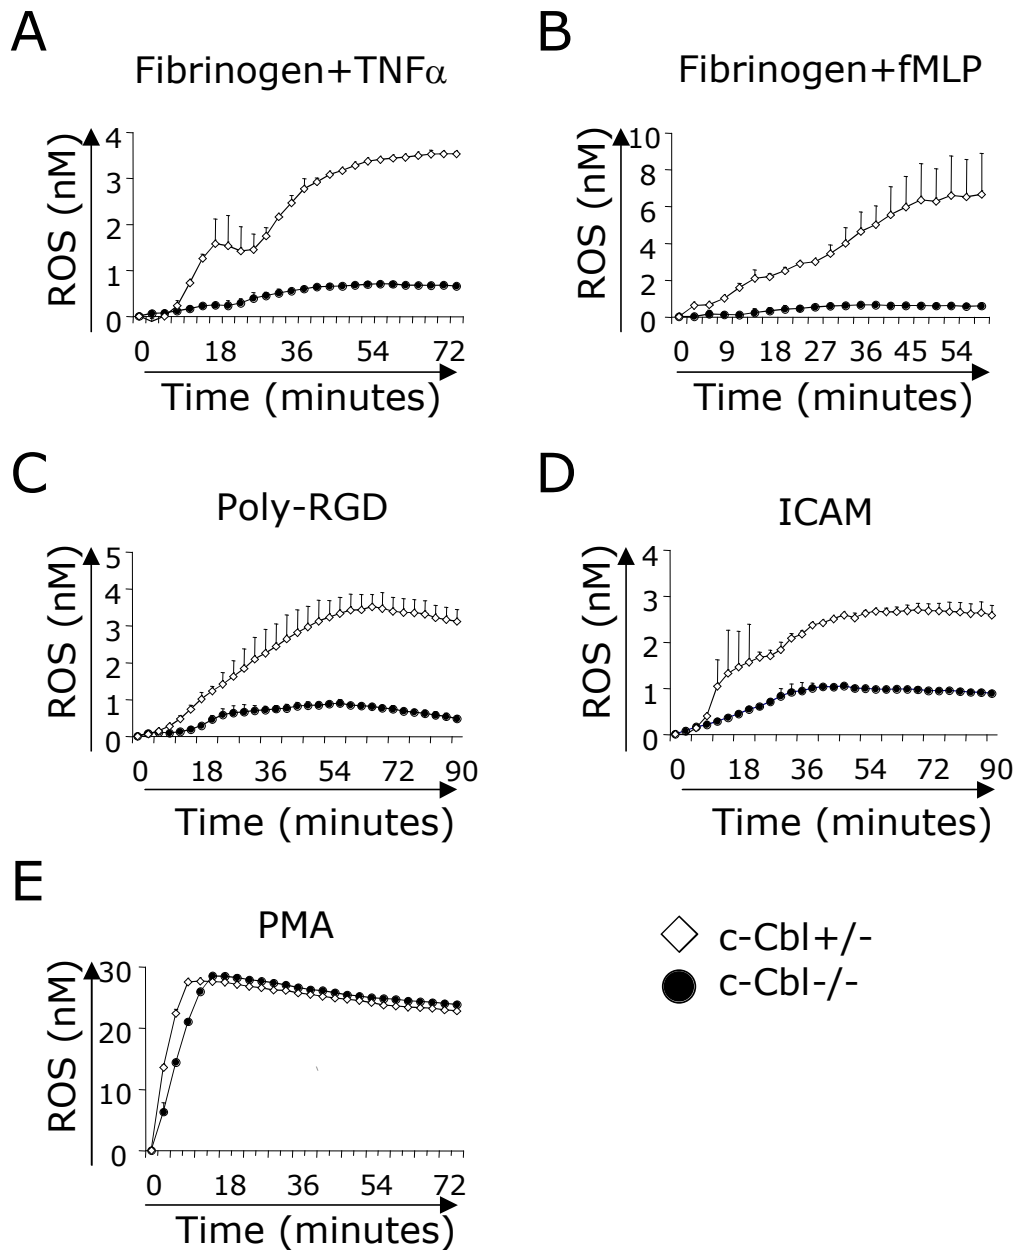 A
Fibrinogen+TNFα
ROS (nM)
4
3
2
1
0
0 18 36 54 72
Time (minutes)
B
Fibrinogen+fMLP
ROS (nM)
10
8
6
4
2
0
0 9 18 27 36 45 54
Time (minutes)
C
Poly-RGD
ROS (nM)
5
4
3
2
1
0
0 18 36 54 72 90
Time (minutes)
D
ICAM
ROS (nM)
4
3
2
1
0
0 18 36 54 72 90
Time (minutes)
E
PMA
ROS (nM)
30
20
10
0
0 18 36 54 72
Time (minutes)
c-Cbl+/-
c-Cbl-/-